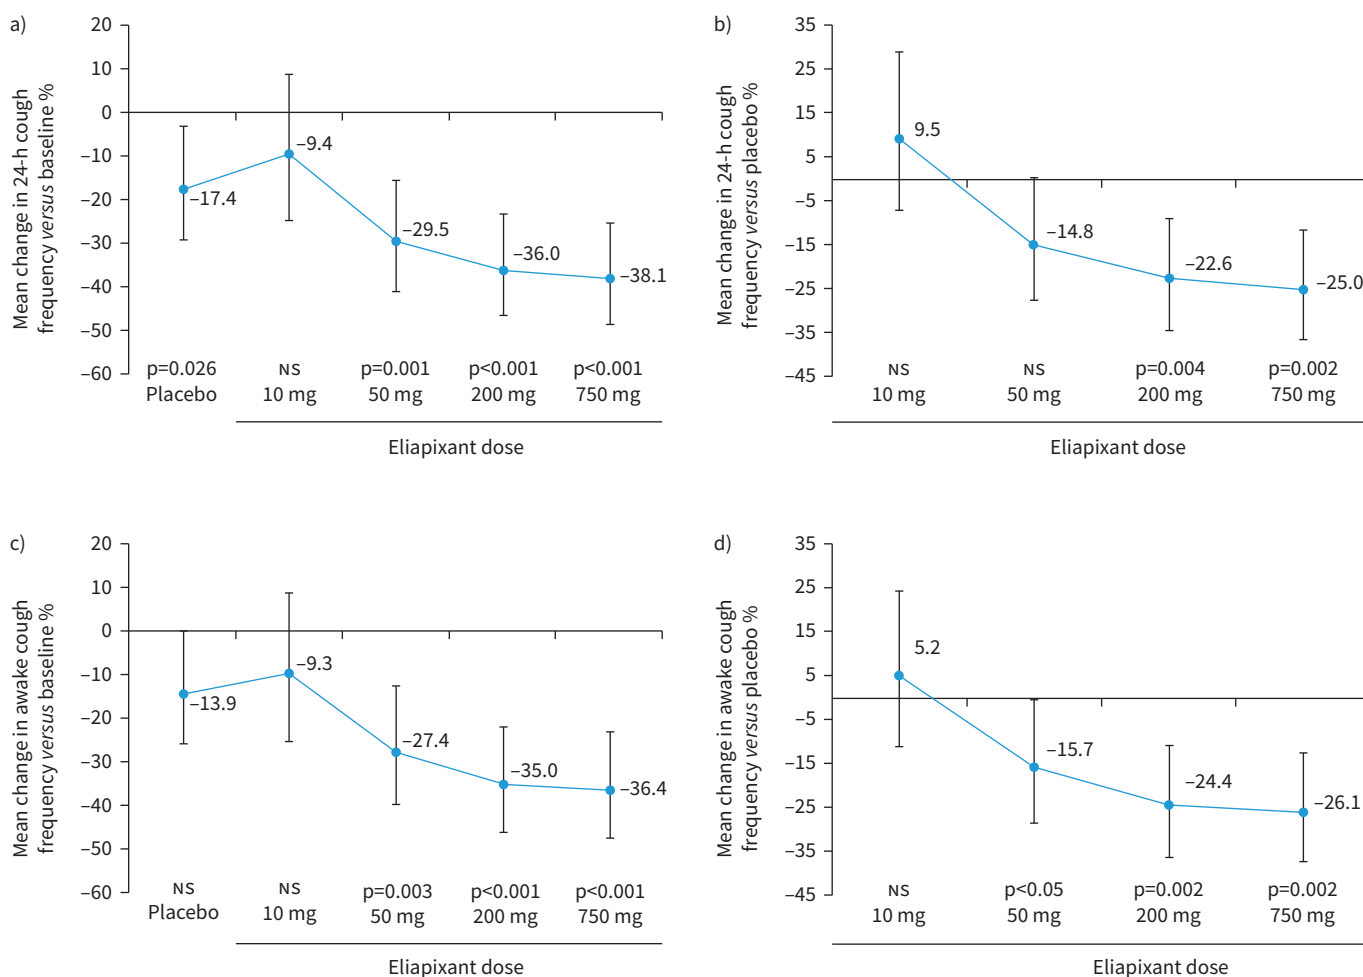 a)
Mean change in 24-h cough
frequency versus baseline %
20
10
0
–10
–20
–30
–40
–50
–60
–17.4
–9.4
–29.5
–36.0
–38.1
p=0.026
NS
p=0.001
p<0.001
p<0.001
Placebo
10 mg
50 mg
200 mg
750 mg
Eliapixant dose
b)
Mean change in 24-h cough
frequency versus placebo %
35
25
15
5
–5
–15
–25
–35
–45
9.5
–14.8
–22.6
–25.0
NS
NS
p=0.004
p=0.002
10 mg
50 mg
200 mg
750 mg
Eliapixant dose
c)
Mean change in awake cough
frequency versus baseline %
20
10
0
–10
–20
–30
–40
–50
–60
–13.9
–9.3
–27.4
–35.0
–36.4
NS
NS
p=0.003
p<0.001
p<0.001
Placebo
10 mg
50 mg
200 mg
750 mg
Eliapixant dose
d)
Mean change in awake cough
frequency versus placebo %
35
25
15
5
–5
–15
–25
–35
–45
5.2
–15.7
–24.4
–26.1
NS
p<0.05
p=0.002
p=0.002
10 mg
50 mg
200 mg
750 mg
Eliapixant dose